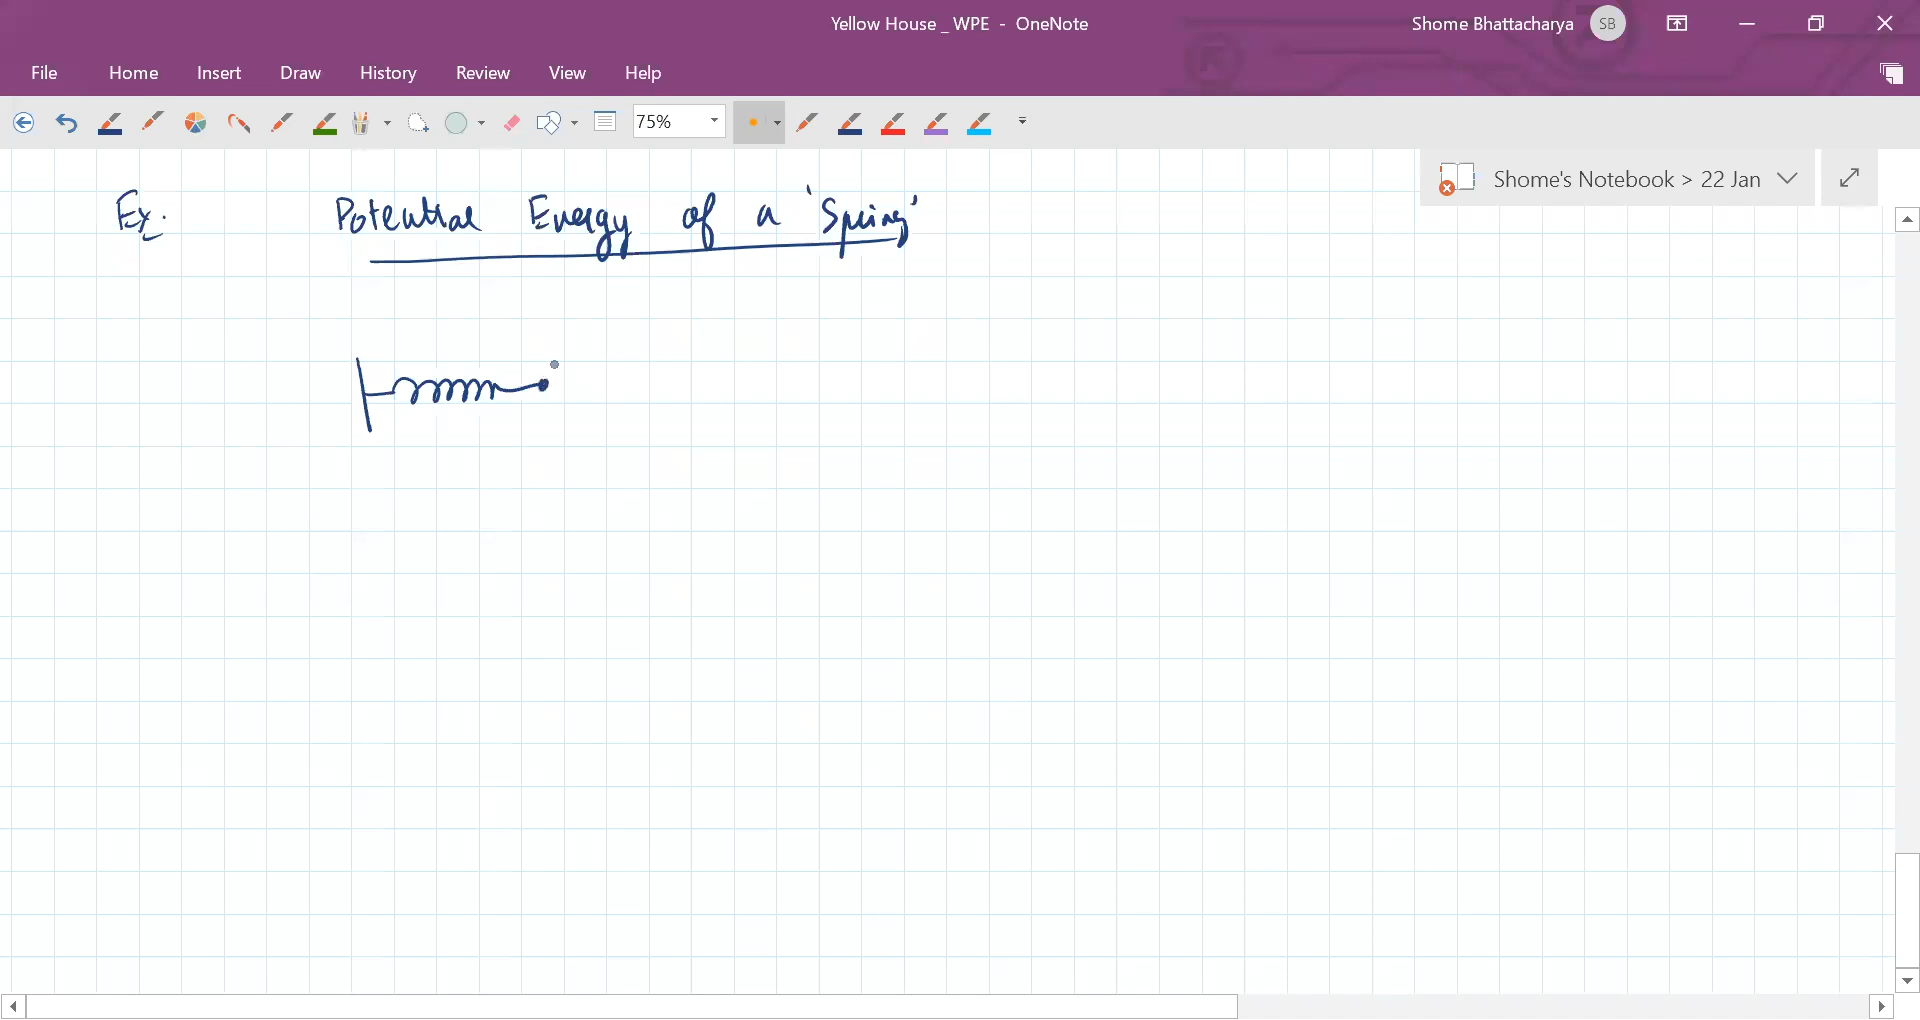 Yellow House _ WPE - OneNote
Shome Bhattacharya SB
File Home Insert Draw History Review View Help
75%
Shome's Notebook > 22 Jan
Ex. Potential Energy of a 'Spring'